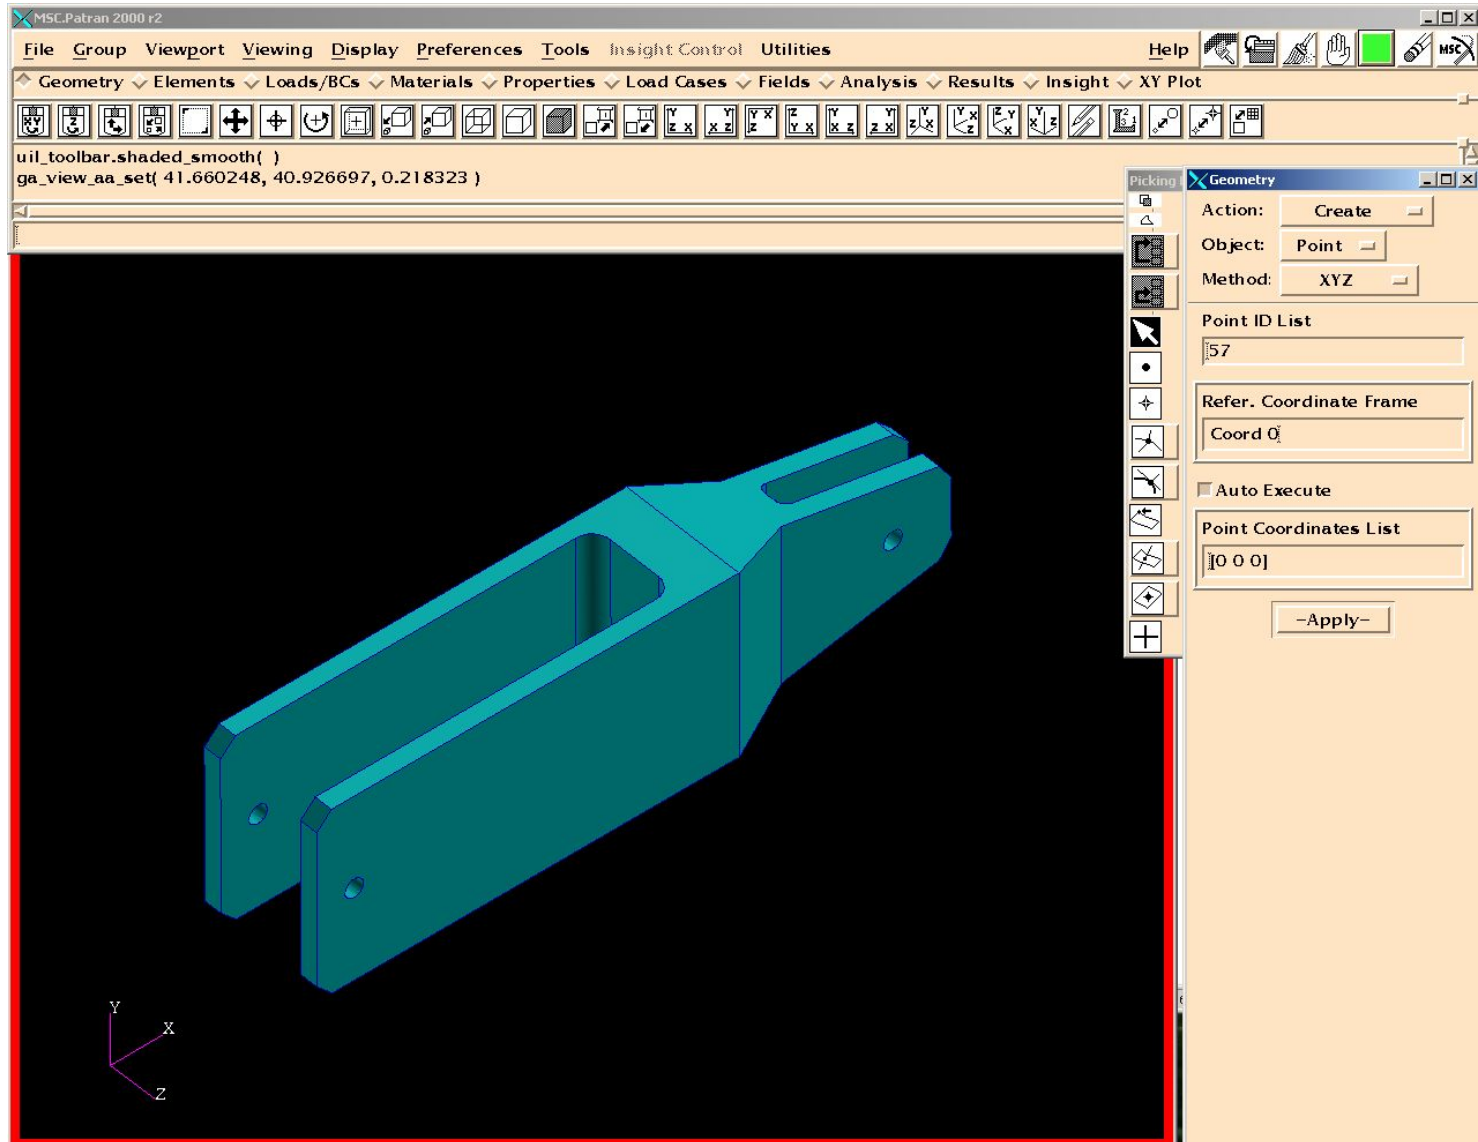 MSC.Patran 2000 r2
File Group Viewport Viewing Display Preferences Tools Insight Control Utilities Help MSC
Geometry Elements Loads/BCs Materials Properties Load Cases Fields Analysis Results Insight XY Plot
uil_toolbar.shaded_smooth( )
ga_view_aa_set( 41.660248, 40.926697, 0.218323 )
Picking
Geometry
Action: Create
Object: Point
Method: XYZ
Point ID List
57
Refer. Coordinate Frame
Coord 0
Auto Execute
Point Coordinates List
[0 0 0]
-Apply-
Y
X
Z